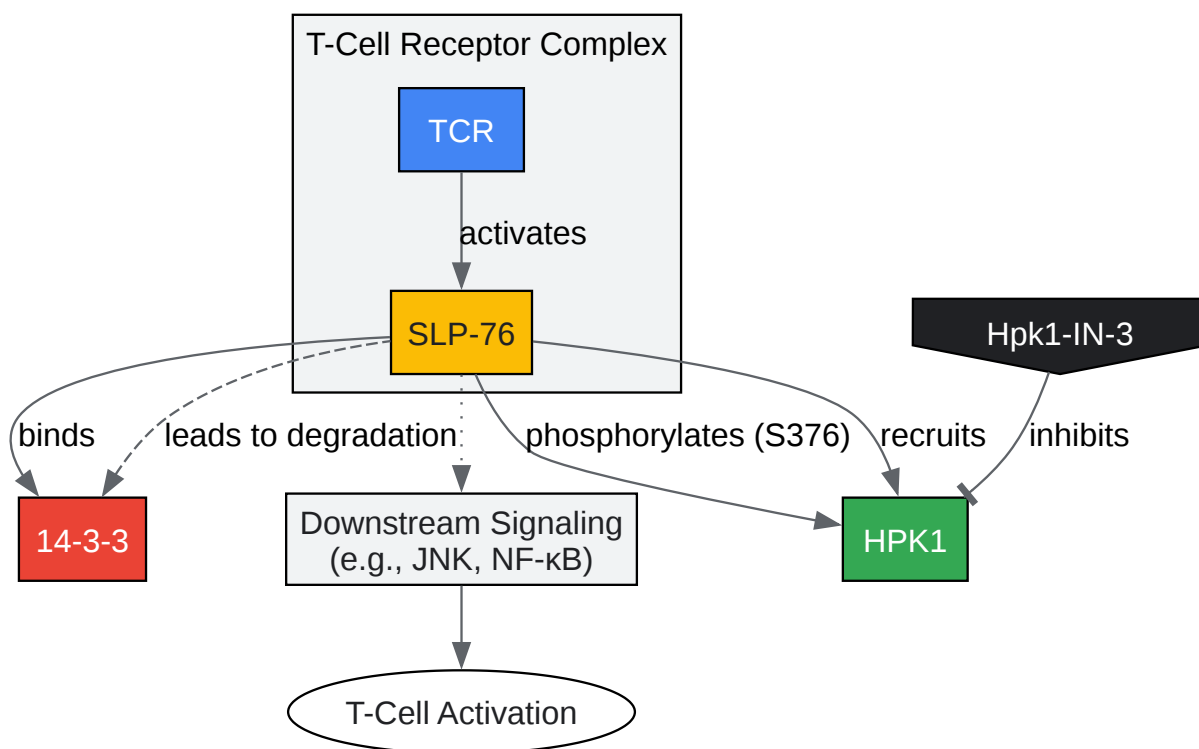 T-Cell Receptor Complex
TCR
activates
SLP-76
Hpk1-IN-3
binds
leads to degradation
phosphorylates (S376)
recruits
inhibits
14-3-3
Downstream Signaling
(e.g., JNK, NF-κB)
HPK1
T-Cell Activation